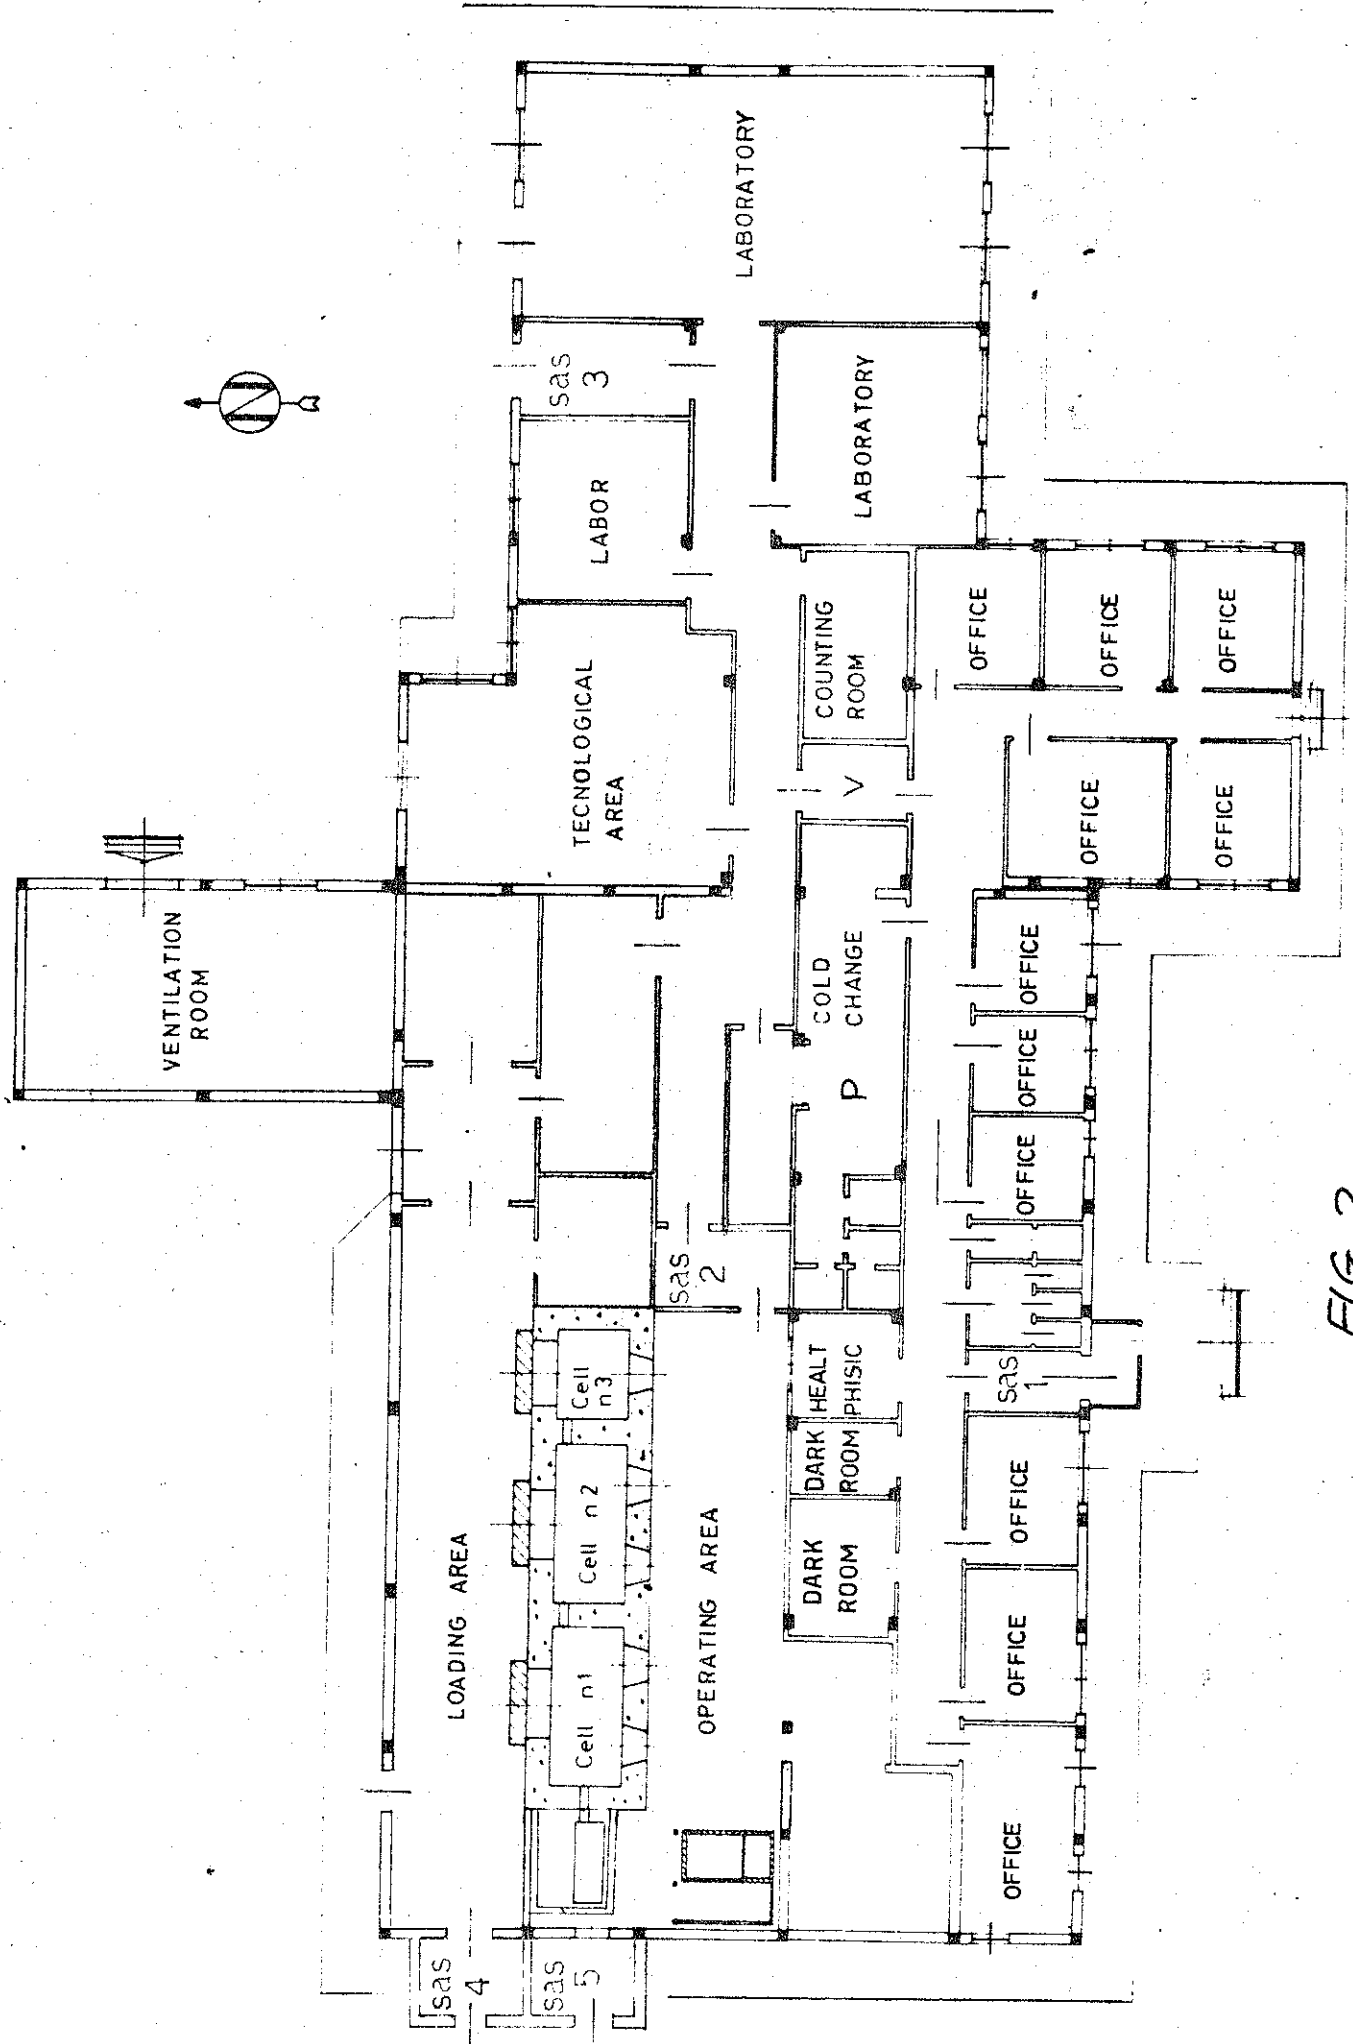 VENTILATION
ROOM
N
LOADING AREA
sas
4
sas
5
Cell n1
Cell n2
Cell
n3
TECNOLOGICAL
AREA
LABOR
sas
3
LABORATORY
OPERATING AREA
sas
2
DARK
ROOM
DARK
ROOM
HEALT
PHISIC
P
COLD
CHANGE
V
COUNTING
ROOM
LABORATORY
OFFICE
OFFICE
OFFICE
sas
1
OFFICE
OFFICE
OFFICE
OFFICE
OFFICE
OFFICE
OFFICE
OFFICE
FIG 2